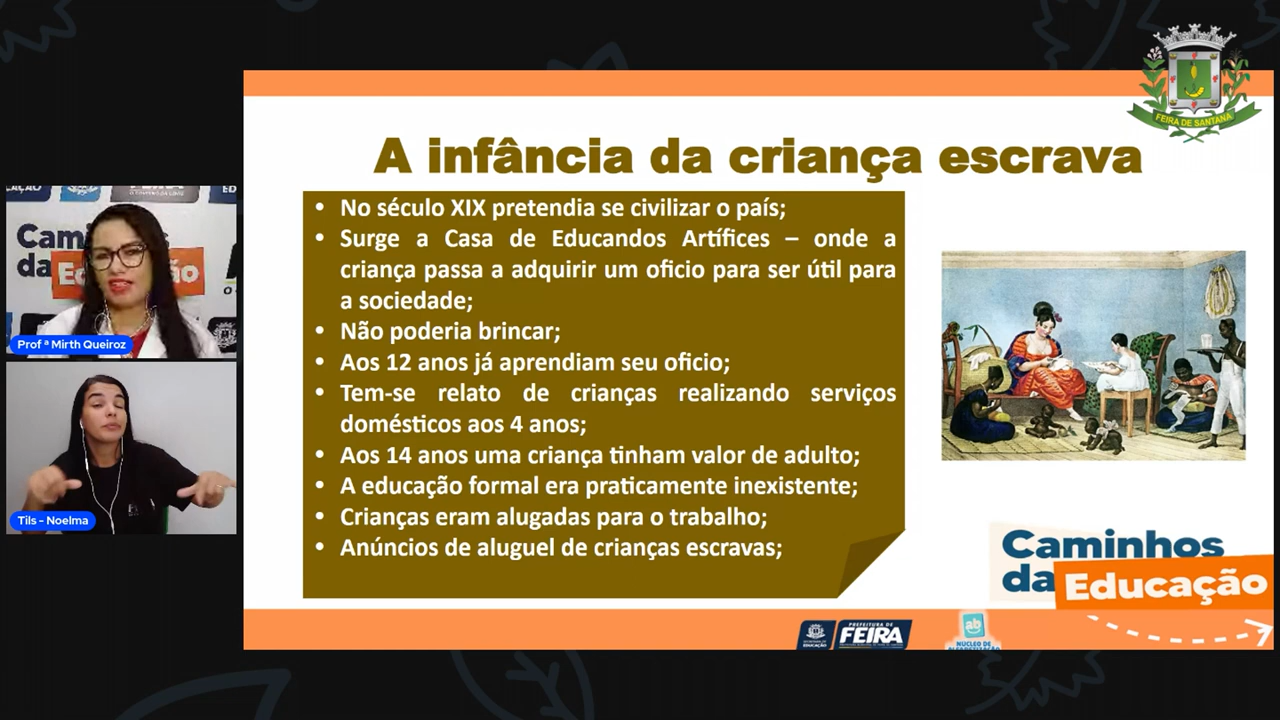 FEIRA DE SANTANA
A infância da criança escrava
• No século XIX pretendia se civilizar o país;
• Surge a Casa de Educandos Artífices – onde a
criança passa a adquirir um oficio para ser útil para
a sociedade;
• Não poderia brincar;
• Aos 12 anos já aprendiam seu oficio;
• Tem-se relato de crianças realizando serviços
domésticos aos 4 anos;
• Aos 14 anos uma criança tinham valor de adulto;
• A educação formal era praticamente inexistente;
• Crianças eram alugadas para o trabalho;
• Anúncios de aluguel de crianças escravas;
Prof ª Mirth Queiroz
Tils - Noelma
Caminhos
da Educação
PREFEITURA DE
FEIRA
EDUCAÇÃO
ab
NÚCLEO DE